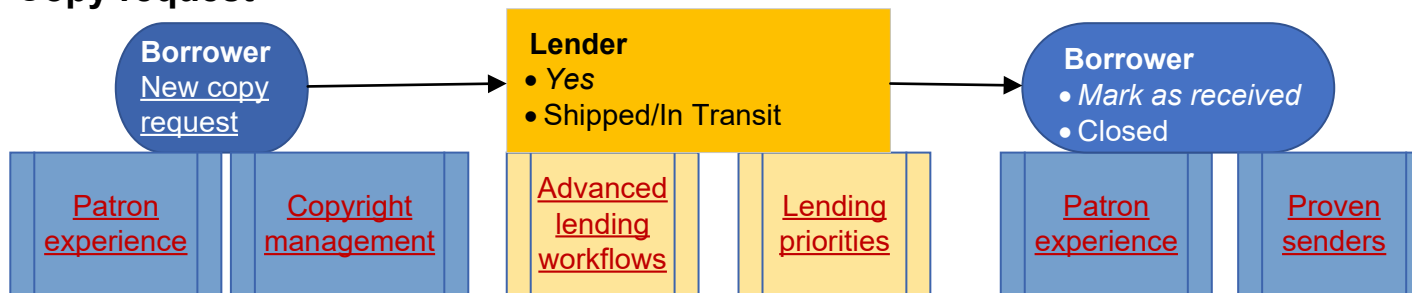 Copy request
Borrower
New copy
request
Lender
• Yes
• Shipped/In Transit
Borrower
• Mark as received
• Closed
Patron
experience
Copyright
management
Advanced
lending
workflows
Lending
priorities
Patron
experience
Proven
senders